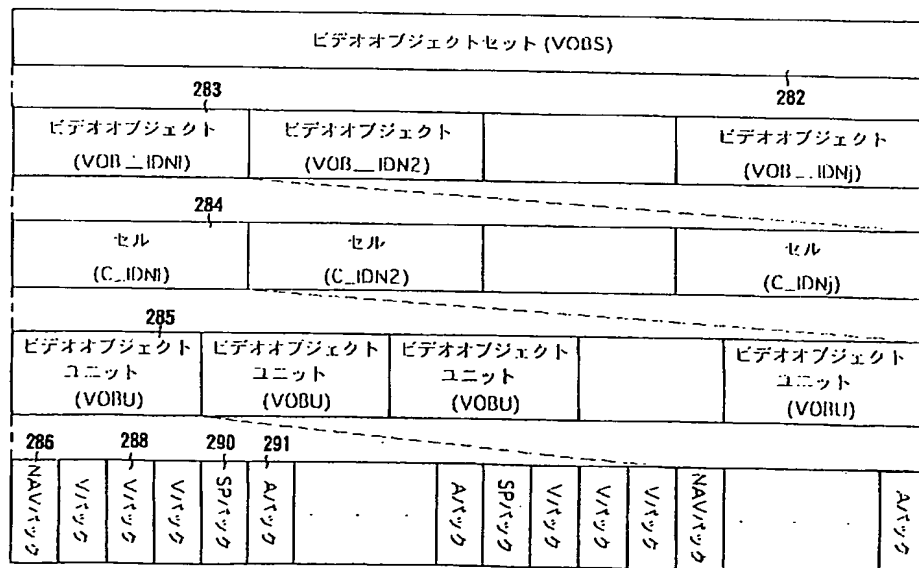 ビデオオブジェクトセット (VOBS)
282
283
ビデオオブジェクト
(VOB_IDN1)
ビデオオブジェクト
(VOB_IDN2)
ビデオオブジェクト
(VOB_IDNj)
284
セル
(C_IDN1)
セル
(C_IDN2)
セル
(C_IDNj)
285
ビデオオブジェクト
ユニット
(VOBU)
ビデオオブジェクト
ユニット
(VOBU)
ビデオオブジェクト
ユニット
(VOBU)
ビデオオブジェクト
ユニット
(VOBU)
286
288
290
291
NAVパック
Vパック
Vパック
Vパック
SPパック
Aパック
. . .
Aパック
SPパック
Vパック
Vパック
Vパック
NAVパック
. . .
Aパック